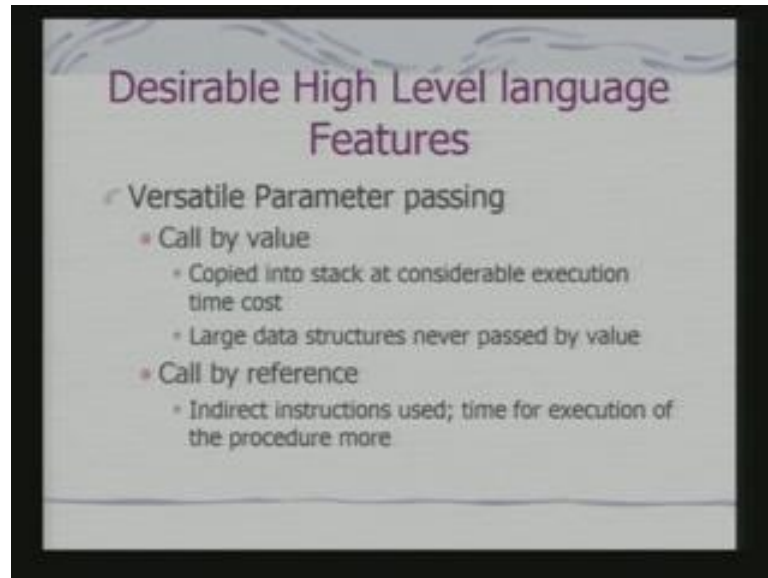 Desirable High Level language
Features
Versatile Parameter passing
Call by value
Copied into stack at considerable execution
time cost
Large data structures never passed by value
Call by reference
Indirect instructions used; time for execution of
the procedure more